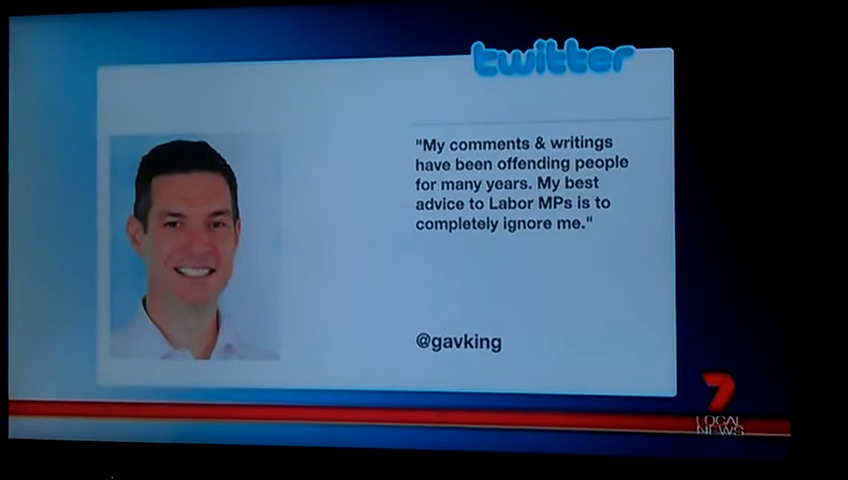 twitter
"My comments & writings
have been offending people
for many years. My best
advice to Labor MPs is to
completely ignore me."
@gavking
7
LOCAL
NEWS